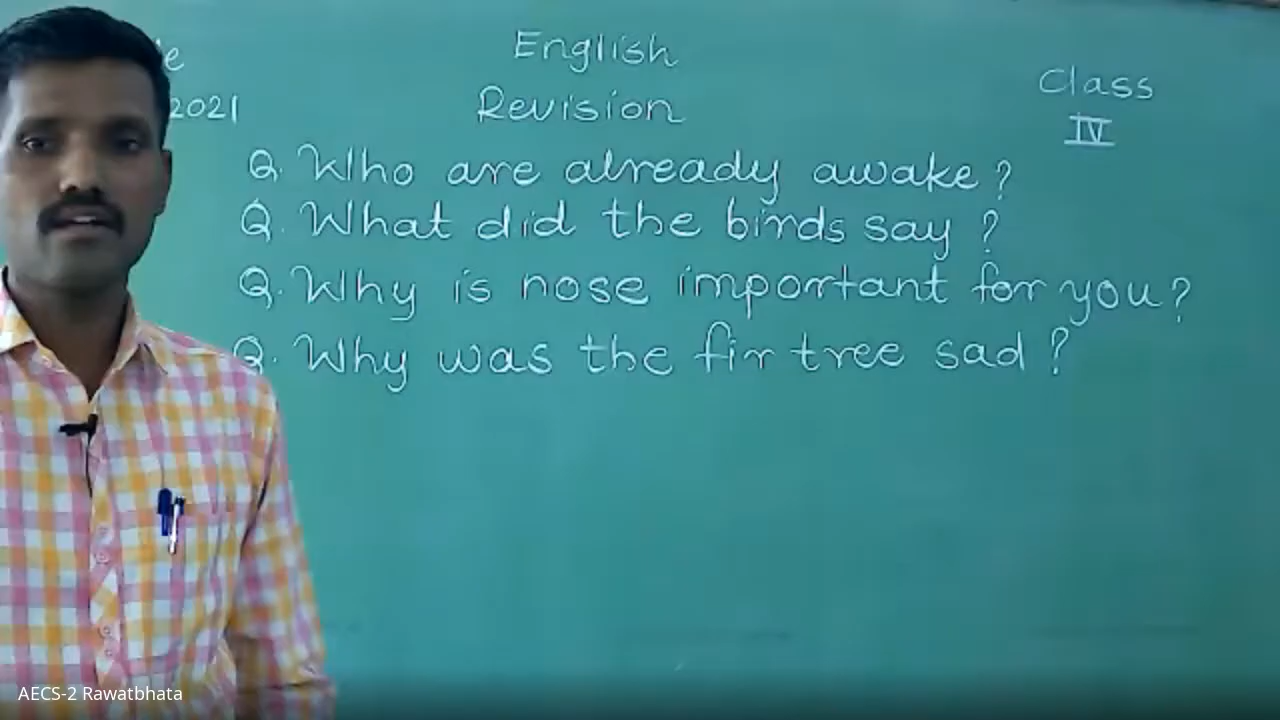 English
Class
2021
Revision
IV
Q. Who are already awake ?
Q. What did the birds say ?
Q. Why is nose important for you ?
Q. Why was the fir tree sad ?
AECS-2 Rawatbhata